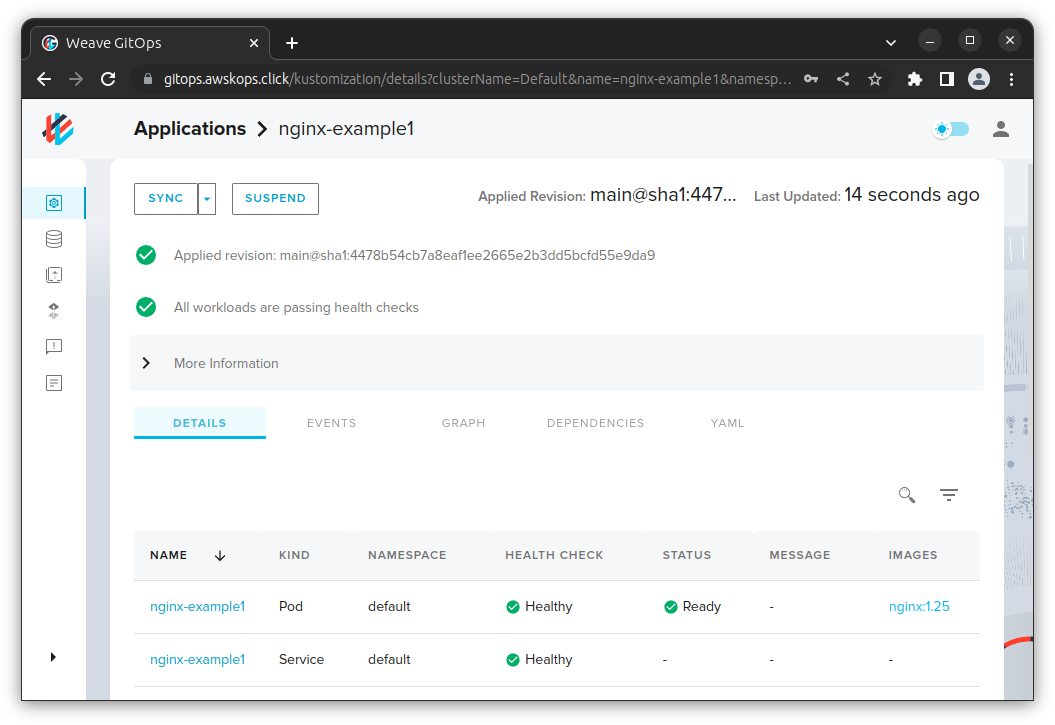 Weave GitOps
gitops.awskops.click/kustomization/details?clusterName=Default&name=nginx-example1&namesp...
Applications > nginx-example1
SYNC SUSPEND Applied Revision: main@sha1:447... Last Updated: 14 seconds ago
Applied revision: main@sha1:4478b54cb7a8eaf1ee2665e2b3dd5bcfd55e9da9
All workloads are passing health checks
More Information
DETAILS EVENTS GRAPH DEPENDENCIES YAML
NAME KIND NAMESPACE HEALTH CHECK STATUS MESSAGE IMAGES
nginx-example1 Pod default Healthy Ready - nginx:1.25
nginx-example1 Service default Healthy - - -